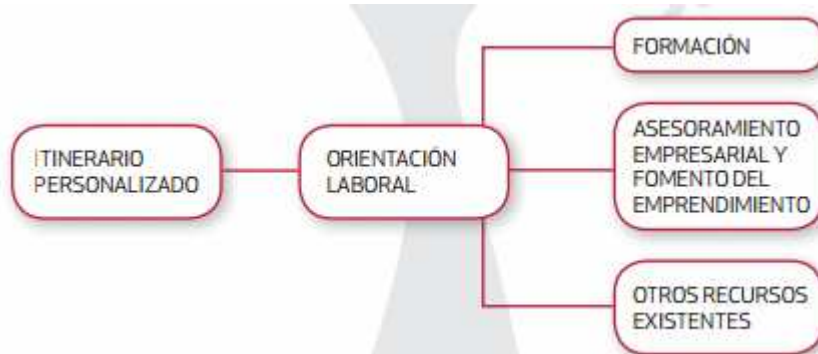 ITINERARIO
PERSONALIZADO
ORIENTACIÓN
LABORAL
FORMACIÓN
ASESORAMIENTO
EMPRESARIAL Y
FOMENTO DEL
EMPRENDIMIENTO
OTROS RECURSOS
EXISTENTES